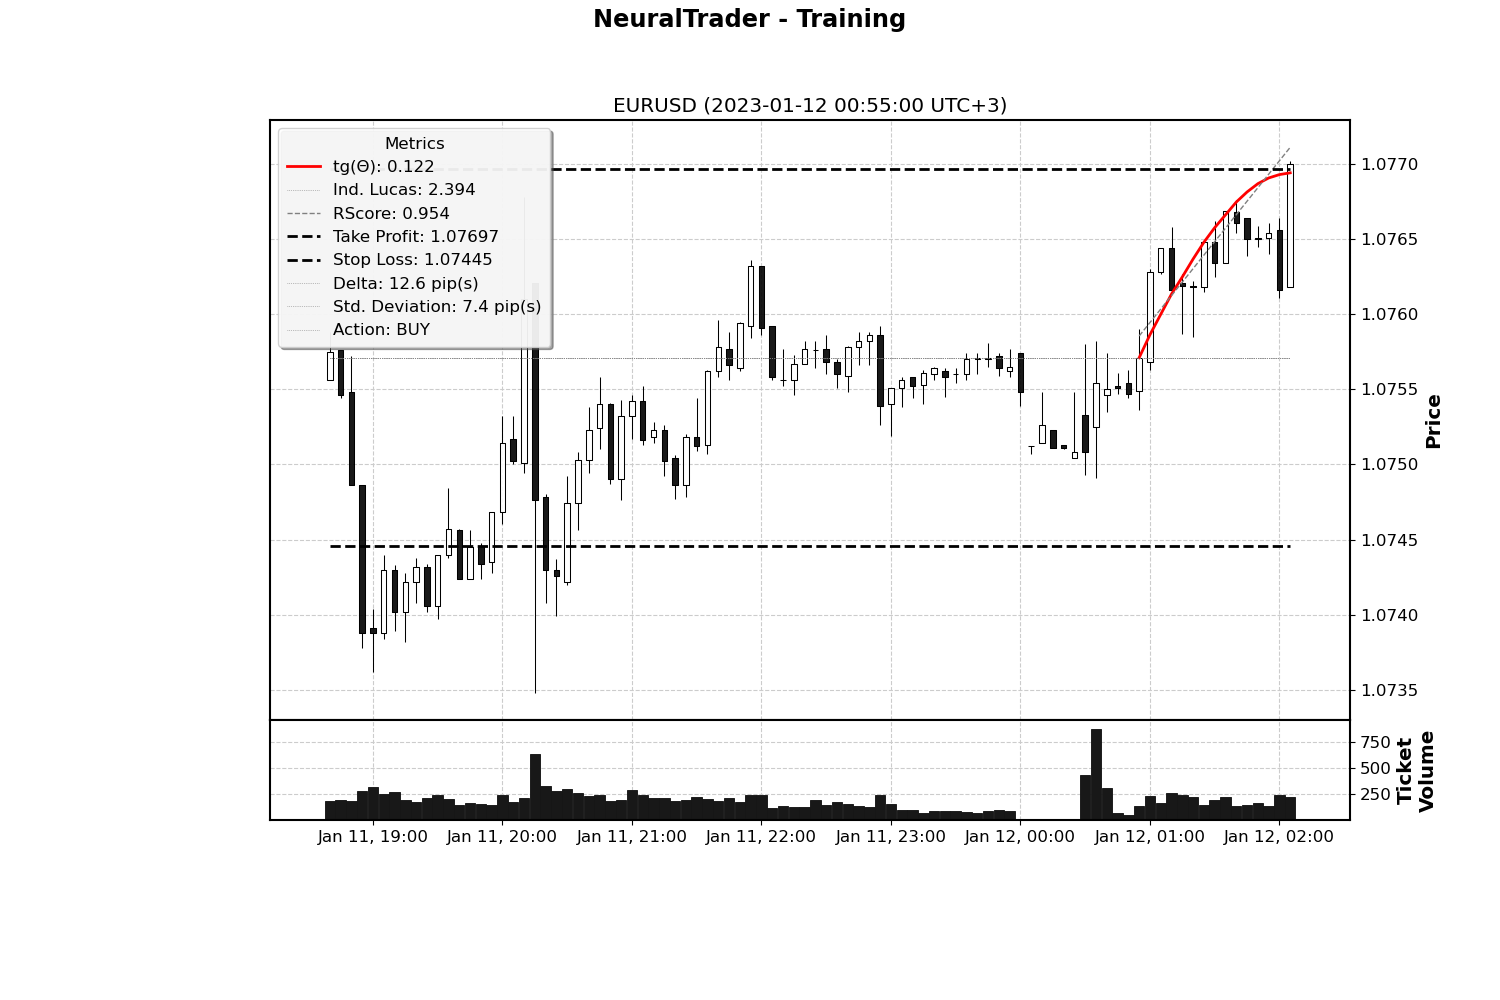 NeuralTrader - Training
EURUSD (2023-01-12 00:55:00 UTC+3)
Metrics
tg(Θ): 0.122
Ind. Lucas: 2.394
RScore: 0.954
Take Profit: 1.07697
Stop Loss: 1.07445
Delta: 12.6 pip(s)
Std. Deviation: 7.4 pip(s)
Action: BUY
1.0770
1.0765
1.0760
1.0755
1.0750
1.0745
1.0740
1.0735
Price
750
500
250
Ticket
Volume
Jan 11, 19:00 Jan 11, 20:00 Jan 11, 21:00 Jan 11, 22:00 Jan 11, 23:00 Jan 12, 00:00 Jan 12, 01:00 Jan 12, 02:00